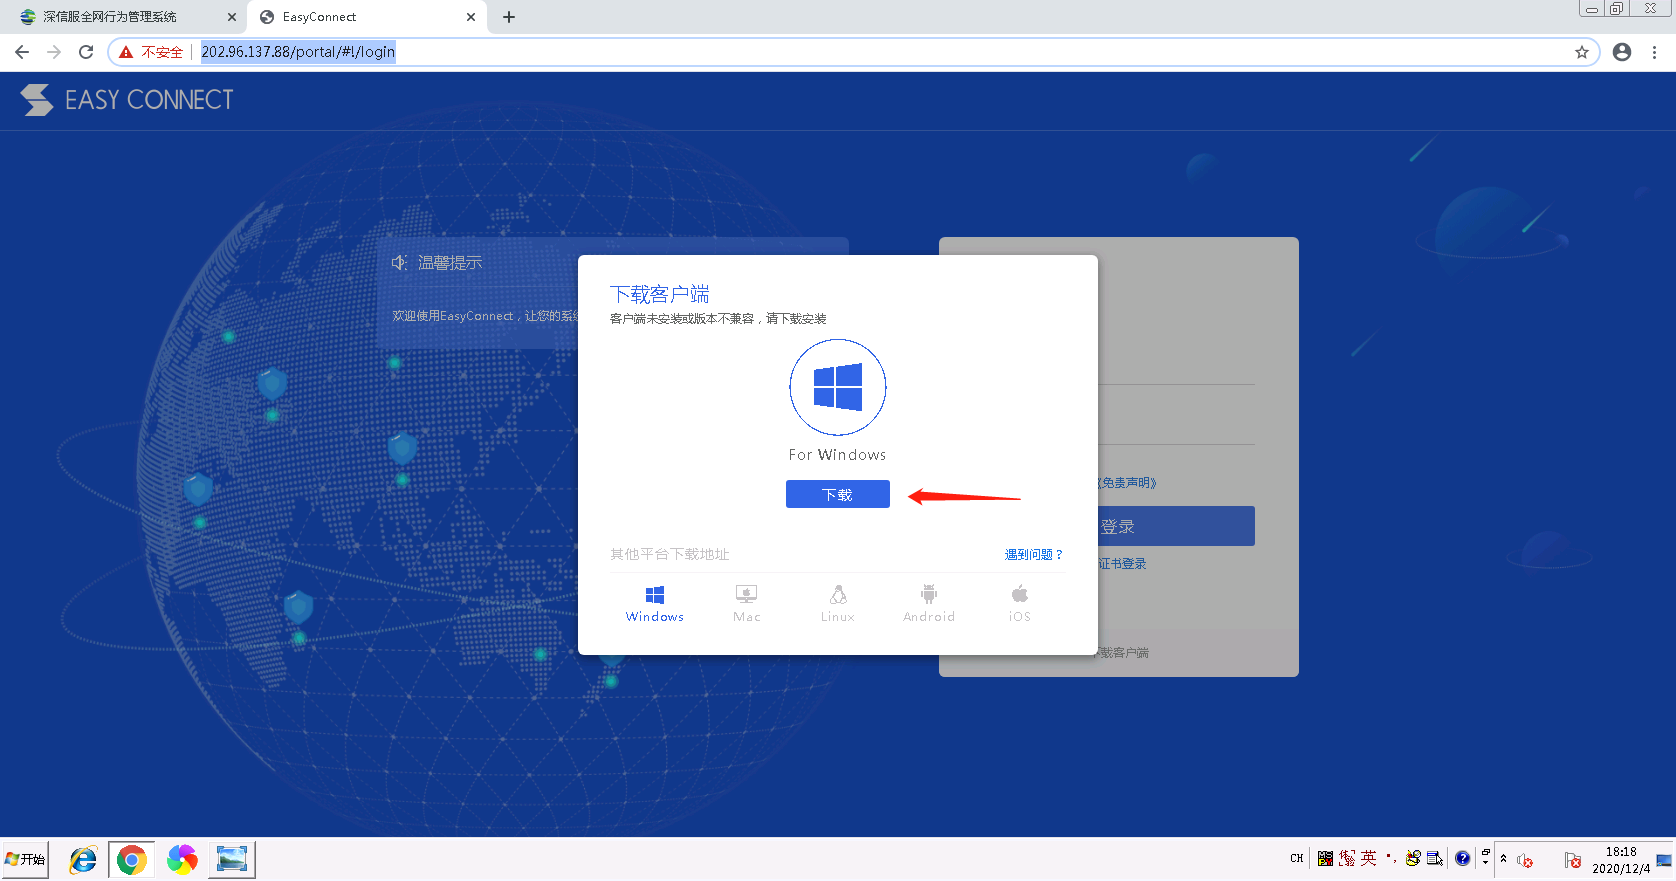 深信服全网行为管理系统
EasyConnect
不安全
202.96.137.88/portal/#!/login
EASY CONNECT
温馨提示
欢迎使用EasyConnect，让您的系统
下载客户端
客户端未安装或版本不兼容，请下载安装
For Windows
下载
其他平台下载地址
遇到问题？
Windows
Mac
Linux
Android
iOS
《免责声明》
登录
证书登录
下载客户端
开始
CH
英
18:18
2020/12/4